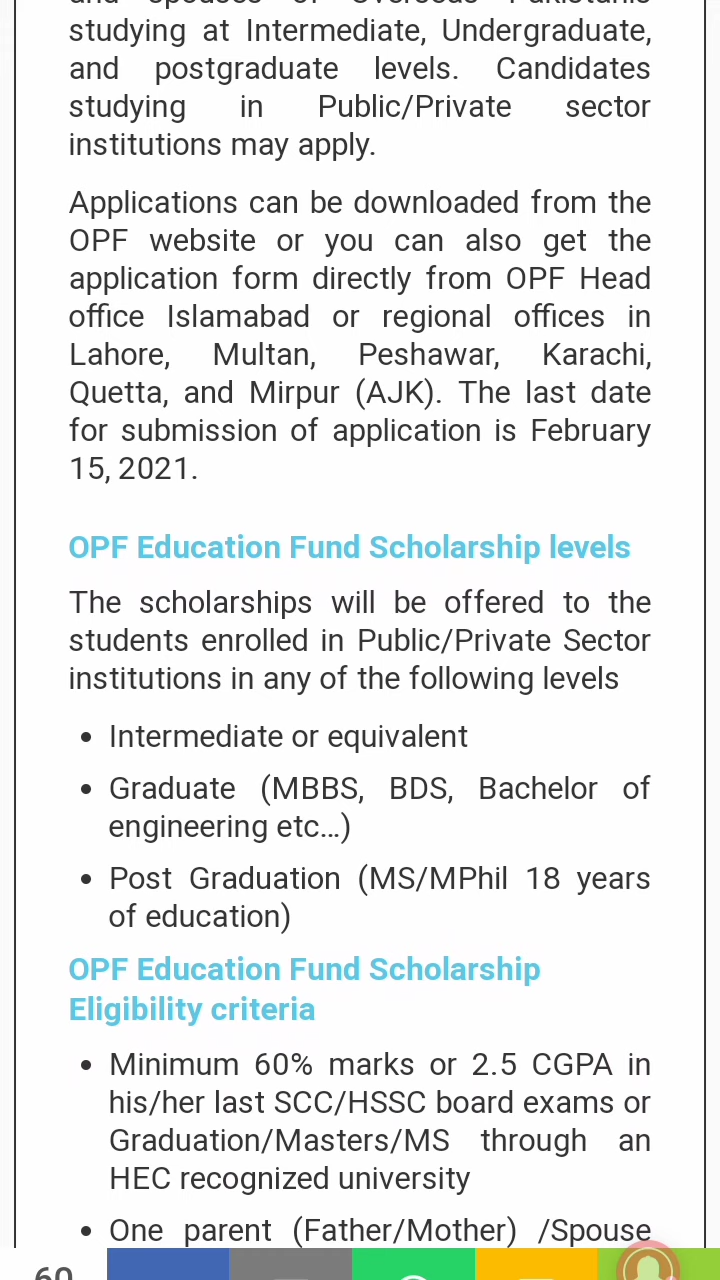 and spouses of Overseas Pakistanis
studying at Intermediate, Undergraduate,
and postgraduate levels. Candidates
studying in Public/Private sector
institutions may apply.
Applications can be downloaded from the
OPF website or you can also get the
application form directly from OPF Head
office Islamabad or regional offices in
Lahore, Multan, Peshawar, Karachi,
Quetta, and Mirpur (AJK). The last date
for submission of application is February
15, 2021.
OPF Education Fund Scholarship levels
The scholarships will be offered to the
students enrolled in Public/Private Sector
institutions in any of the following levels
• Intermediate or equivalent
• Graduate (MBBS, BDS, Bachelor of
engineering etc…)
• Post Graduation (MS/MPhil 18 years
of education)
OPF Education Fund Scholarship
Eligibility criteria
• Minimum 60% marks or 2.5 CGPA in
his/her last SCC/HSSC board exams or
Graduation/Masters/MS through an
HEC recognized university
• One parent (Father/Mother) /Spouse
60